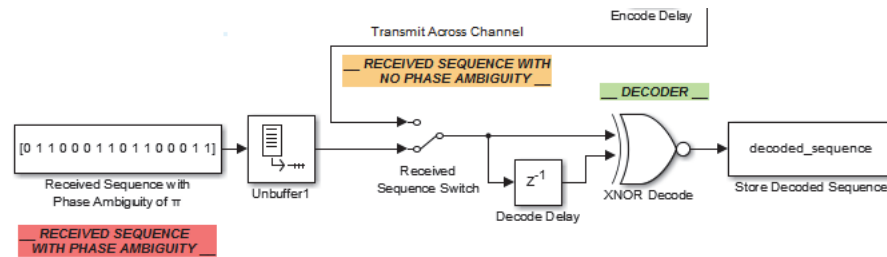 Encode Delay
Transmit Across Channel
__ RECEIVED SEQUENCE WITH
NO PHASE AMBIGUITY __
__ DECODER __
[0 1 1 0 0 0 1 1 0 1 1 0 0 0 1 1]
Received Sequence with
Phase Ambiguity of π
Unbuffer1
Received
Sequence Switch
Z-1
Decode Delay
XNOR Decode
decoded_sequence
Store Decoded Sequence
__ RECEIVED SEQUENCE
WITH PHASE AMBIGUITY __